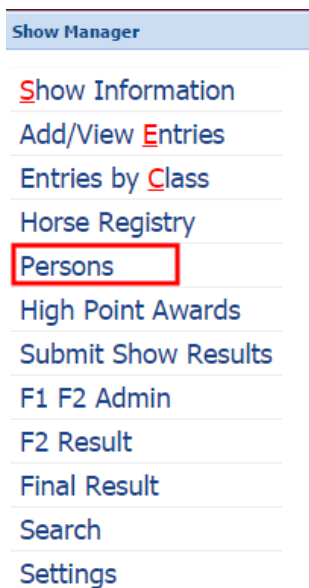 Show Manager
Show Information
Add/View Entries
Entries by Class
Horse Registry
Persons
High Point Awards
Submit Show Results
F1 F2 Admin
F2 Result
Final Result
Search
Settings